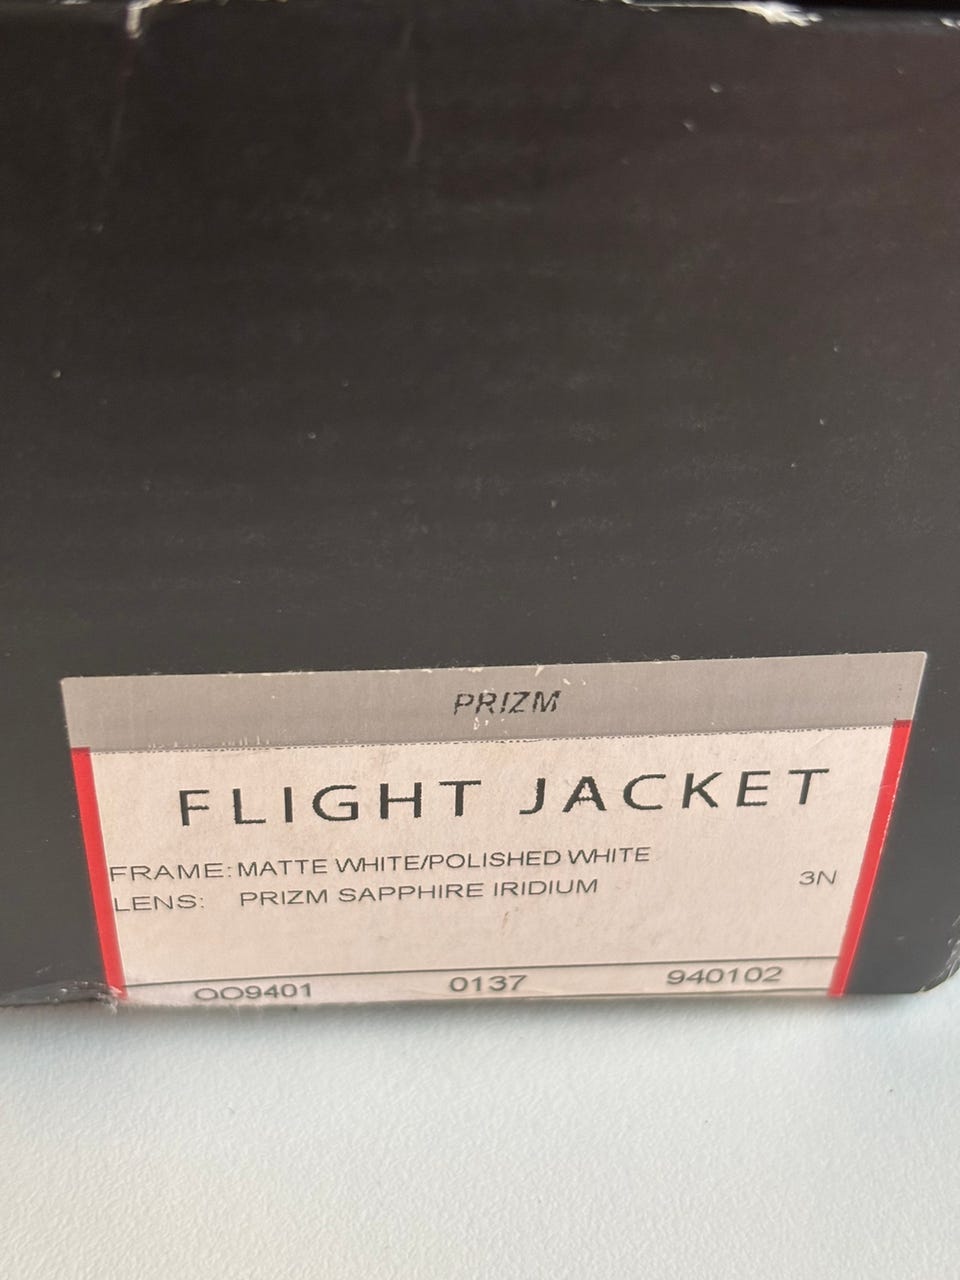 PRIZM
FLIGHT JACKET
FRAME: MATTE WHITE/POLISHED WHITE
LENS: PRIZM SAPPHIRE IRIDIUM 3N
OO9401 0137 940102